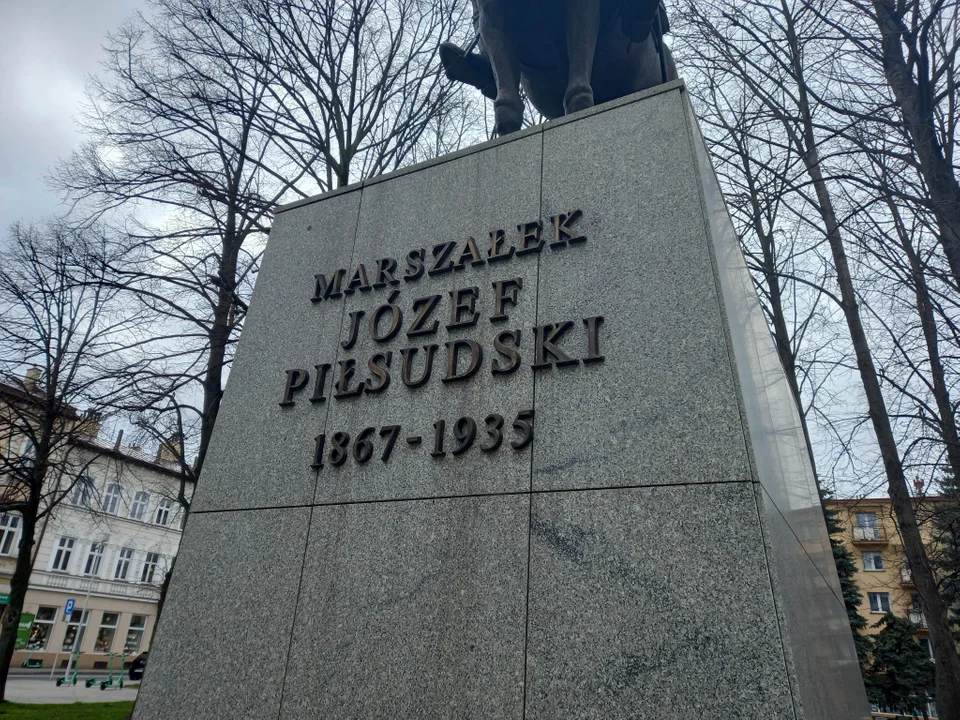 MARSZAŁEK
JÓZEF
PIŁSUDSKI
1867-1935
P